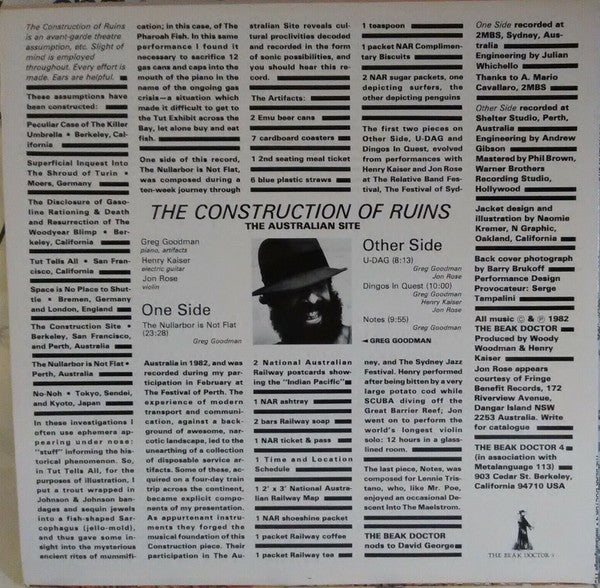 The Construction of Ruins
is an avant-garde theatre
assumption, etc. Slight of
mind is employed
throughout. Every effort is
made. Ears are helpful.
These assumptions have
been constructed:
Peculiar Case of The Killer
Umbrella • Berkeley, Cal-
ifornia
Superficial Inquest Into
The Shroud of Turin •
Moers, Germany
The Disclosure of Gaso-
line Rationing & Death
and Resurrection of The
Woodyear Blimp • Ber-
keley, California
Tut Tells All • San Fran-
cisco, California
Space is No Place to Shut-
tle • Bremen, Germany
and London, England
The Construction Site •
Berkeley, San Francisco,
and Perth, Australia
The Nullarbor is Not Flat •
Perth, Australia
No-Noh • Tokyo, Sendei,
and Kyoto, Japan
In these investigations I
often use ephemera ap-
pearing under nose:
"stuff" informing the his-
torical phenomenon. So,
in Tut Tells All, for the
purposes of illustration, I
put a trout wrapped in
Johnson & Johnson ban-
dages and sequin jewels
into a fish-shaped Sar-
cophagus (jello-mold),
and thus gave some in-
sight into the mysterious
ancient rites of mummifi-
cation; in this case, of The
Pharoah Fish. In this same
performance I found it
necessary to sacrifice 12
gas cans and caps into the
mouth of the piano in the
name of the ongoing gas
crisis—a situation which
made it difficult to get to
the Tut Exhibit across the
Bay, let alone buy and eat
fish.
One side of this record,
The Nullarbor is Not Flat,
was composed during a
ten-week journey through
Australia in 1982, and was
recorded during my par-
ticipation in February at
The Festival of Perth. The
experience of modern
transport and communi-
cation, against a back-
ground of awesome, nar-
cotic landscape, led to the
unearthing of a collection
of disposable service ar-
tifacts. Some of these, ac-
quired on a four-day train
trip across the continent,
became explicit compo-
nents of my presentation.
As appurtenant instru-
ments they forged the
musical foundation of this
Construction piece. Their
participation in The Au-
stralian Site reveals cul-
tural proclivities decoded
and recorded in the form
of sonic possibilities, and
you should hear this re-
cord.
The Artifacts:
2 Emu beer cans
7 cardboard coasters
1 2nd seating meal ticket
6 blue plastic straws
2 National Australian
Railway postcards show-
ing the "Indian Pacific"
1 NAR ashtray
2 bars Railway soap
1 NAR ticket & pass
1 Time and Location
Schedule
1 2' x 3' National Austra-
lian Railway Map
1 NAR shoeshine packet
1 packet Railway coffee
1 packet Railway tea
1 teaspoon
1 packet NAR Complimen-
tary Biscuits
2 NAR sugar packets, one
depicting surfers, the
other depicting penguins
The first two pieces on
Other Side, U-DAG and
Dingos In Quest, evolved
from performances with
Henry Kaiser and Jon Rose
at The Relative Band Fes-
tival, The Festival of Syd-
ney, and The Sydney Jazz
Festival. Henry performed
after being bitten by a very
large potato cod while
SCUBA diving off the
Great Barrier Reef; Jon
went on to perform the
world's longest violin
solo: 12 hours in a glass-
lined room.
The last piece, Notes, was
composed for Lennie Tris-
tano, who, like Mr. Poe,
enjoyed an occasional De-
scent Into The Maelstrom.
THE BEAK DOCTOR
nods to David George
One Side recorded at
2MBS, Sydney, Aus-
tralia
Engineering by Julian
Whichello
Thanks to A. Mario
Cavallaro, 2MBS
Other Side recorded at
Shelter Studio, Perth,
Australia
Engineering by Andrew
Gibson
Mastered by Phil Brown,
Warner Brothers
Recording Studio,
Hollywood
Jacket design and
illustration by Naomie
Kremer, N Graphic,
Oakland, California
Back cover photograph
by Barry Brukoff
Performance Design
Provocateur: Serge
Tampalini
All music © & ℗ 1982
THE BEAK DOCTOR
Produced by Woody
Woodman & Henry
Kaiser
Jon Rose appears
courtesy of Fringe
Benefit Records, 172
Riverview Avenue,
Dangar Island NSW
2253 Australia. Write
for catalogue
THE BEAK DOCTOR 4
(in association with
Metalanguage 113)
903 Cedar St. Berkeley,
California 94710 USA
THE BEAK DOCTOR 4
THE CONSTRUCTION OF RUINS
THE AUSTRALIAN SITE
Greg Goodman
piano, artifacts
Henry Kaiser
electric guitar
Jon Rose
violin
One Side
The Nullarbor is Not Flat
(23:28)
Greg Goodman
Other Side
U-DAG (8:13)
Greg Goodman
Jon Rose
Dingos In Quest (10:00)
Greg Goodman
Henry Kaiser
Jon Rose
Notes (9:55)
Greg Goodman
◄ GREG GOODMAN